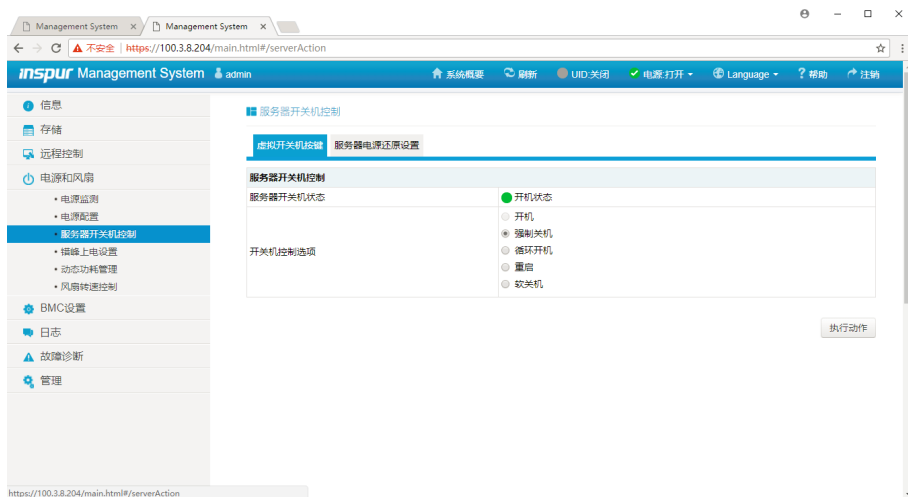 Management System
Management System
不安全 | https://100.3.8.204/main.html#/serverAction
inspur Management System admin 系统概要 刷新 UID:关闭 电源:打开 Language 帮助 注销
信息
存储
远程控制
电源和风扇
• 电源监测
• 电源配置
• 服务器开关机控制
• 错峰上电设置
• 动态功耗管理
• 风扇转速控制
BMC设置
日志
故障诊断
管理
服务器开关机控制
虚拟开关机按键 服务器电源还原设置
服务器开关机控制
服务器开关机状态 开机状态
开关机控制选项
开机
强制关机
循环开机
重启
软关机
执行动作
https://100.3.8.204/main.html#/serverAction